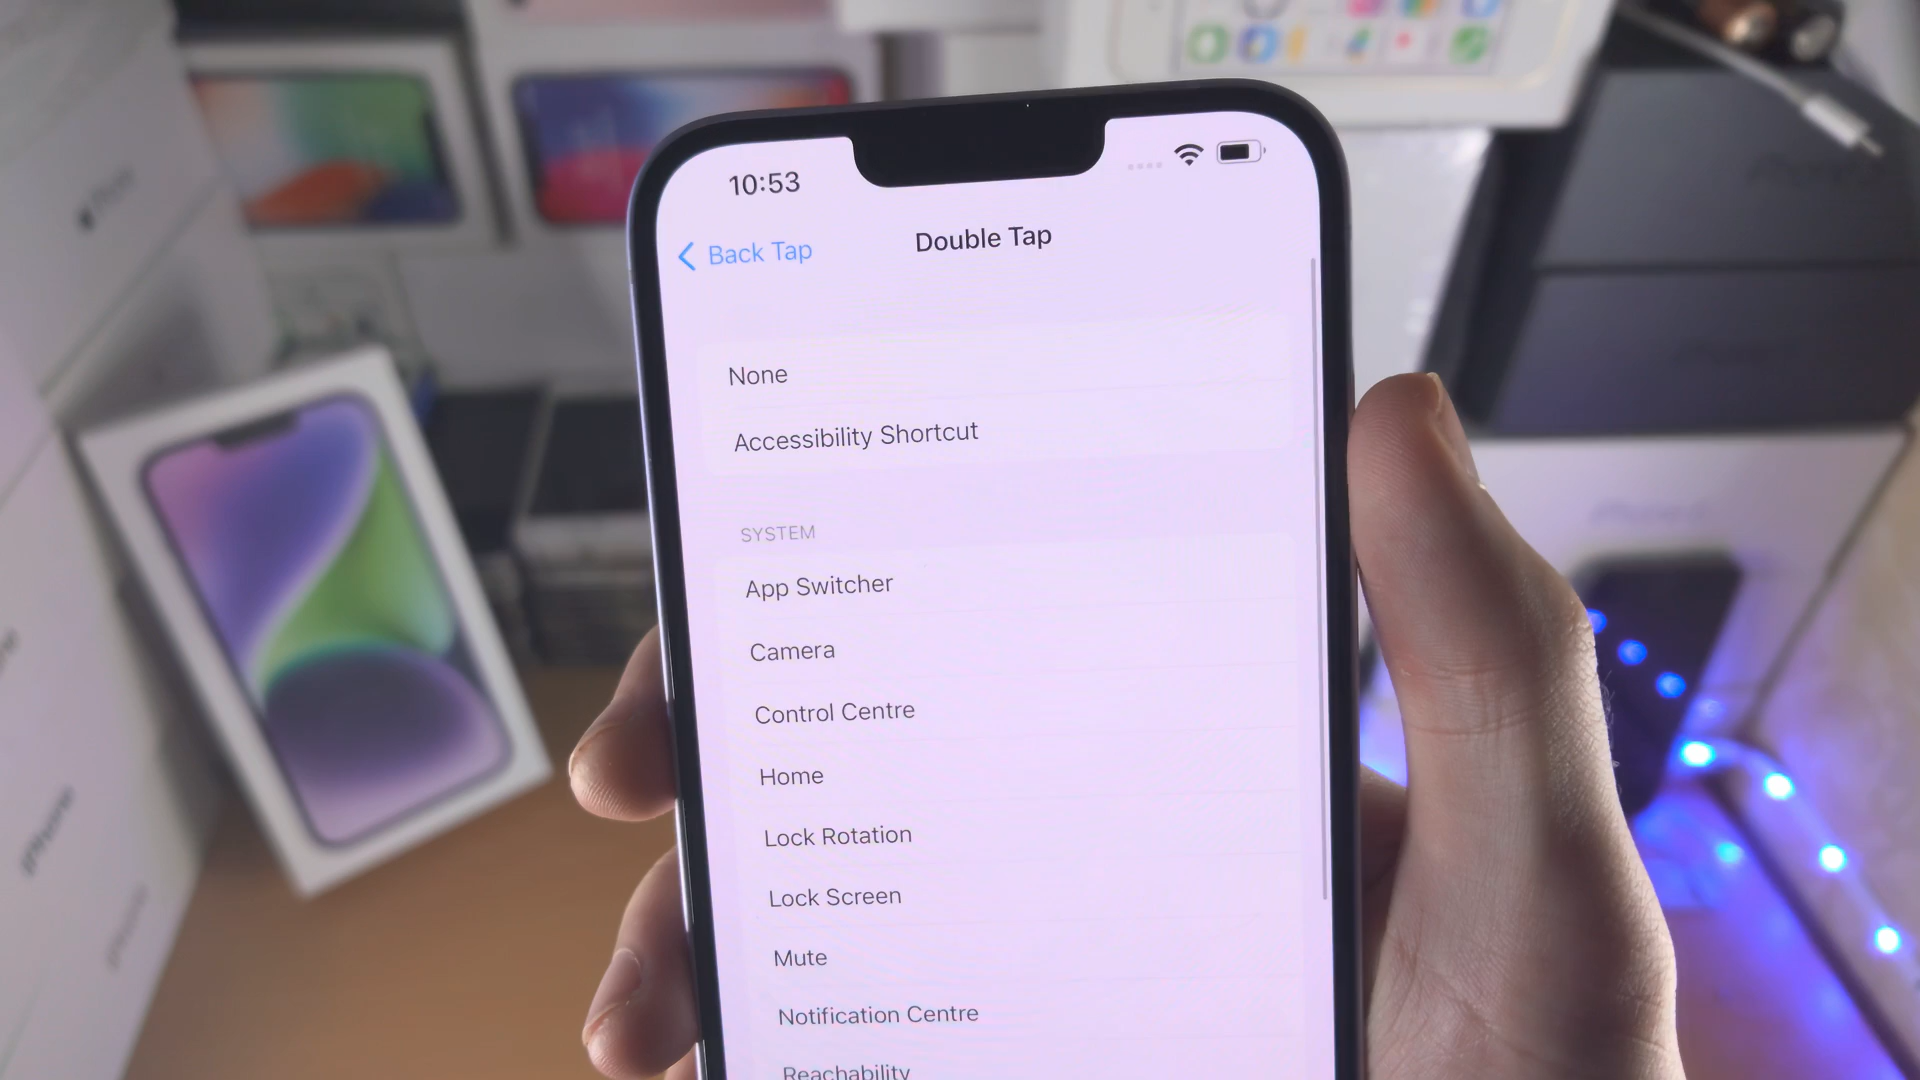 10:53
Back Tap
Double Tap
None
Accessibility Shortcut
SYSTEM
App Switcher
Camera
Control Centre
Home
Lock Rotation
Lock Screen
Mute
Notification Centre
Reachability
iPhone